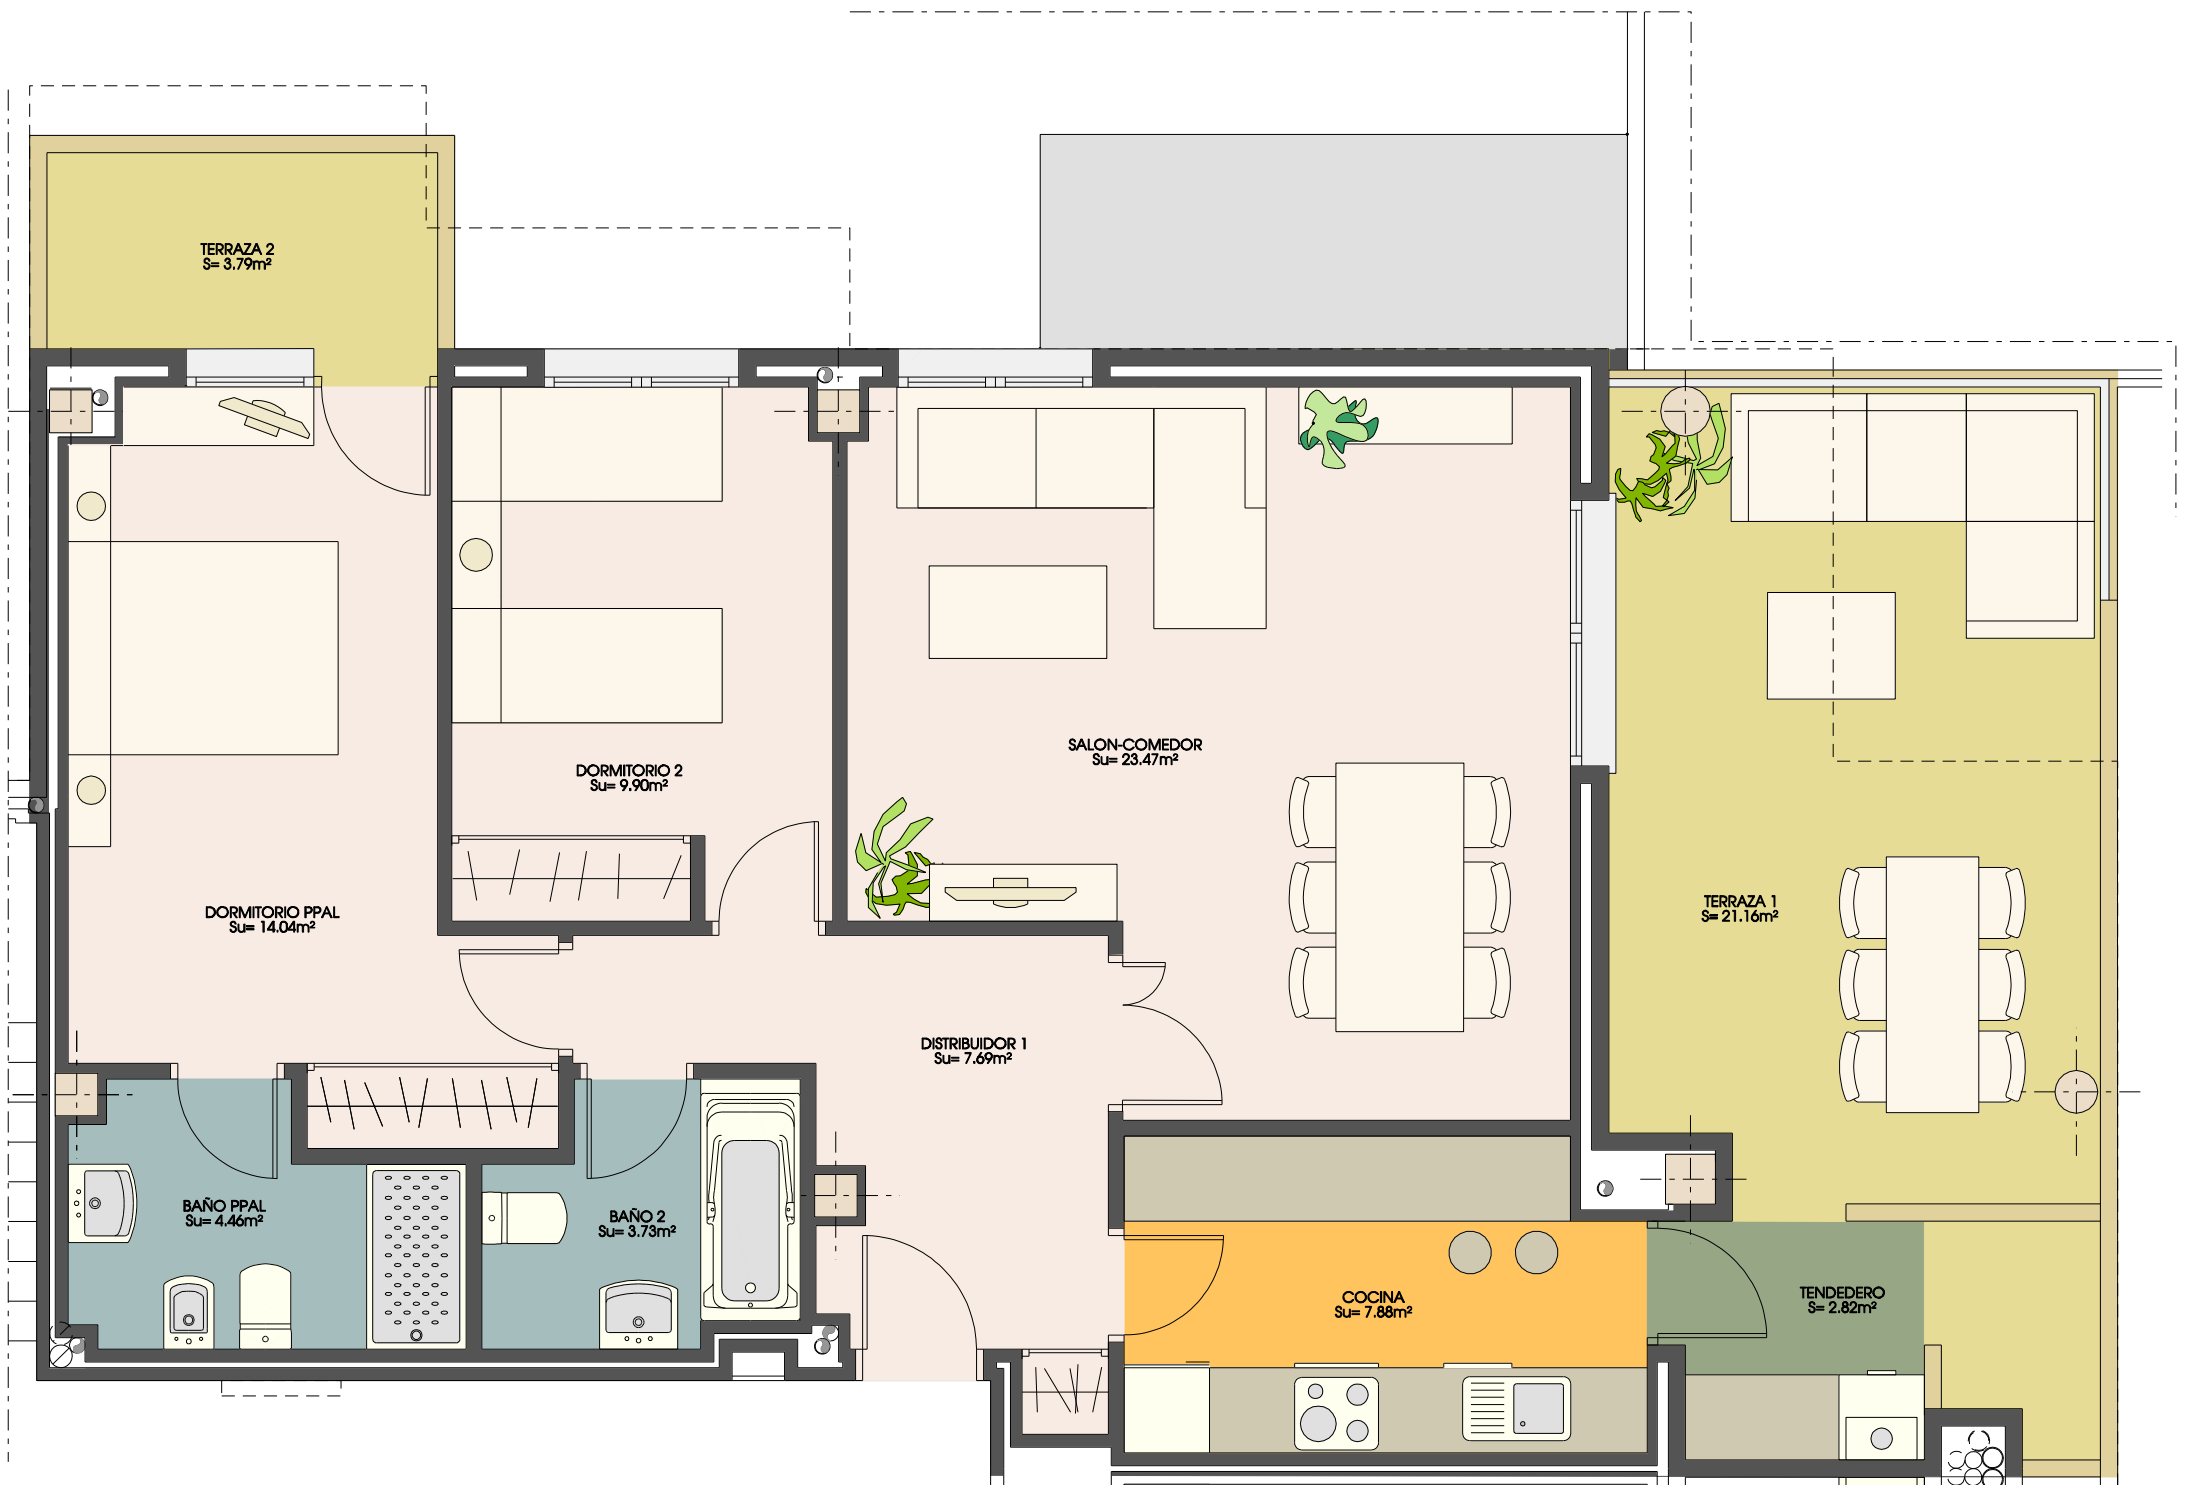 TERRAZA 2
S= 3.79m²
SALON-COMEDOR
Su= 23.47m²
DORMITORIO 2
Su= 9.90m²
TERRAZA 1
S= 21.16m²
DORMITORIO PPAL
Su= 14.04m²
DISTRIBUIDOR 1
Su= 7.69m²
BAÑO PPAL
Su= 4.46m²
BAÑO 2
Su= 3.73m²
COCINA
Su= 7.88m²
TENDEDERO
S= 2.82m²